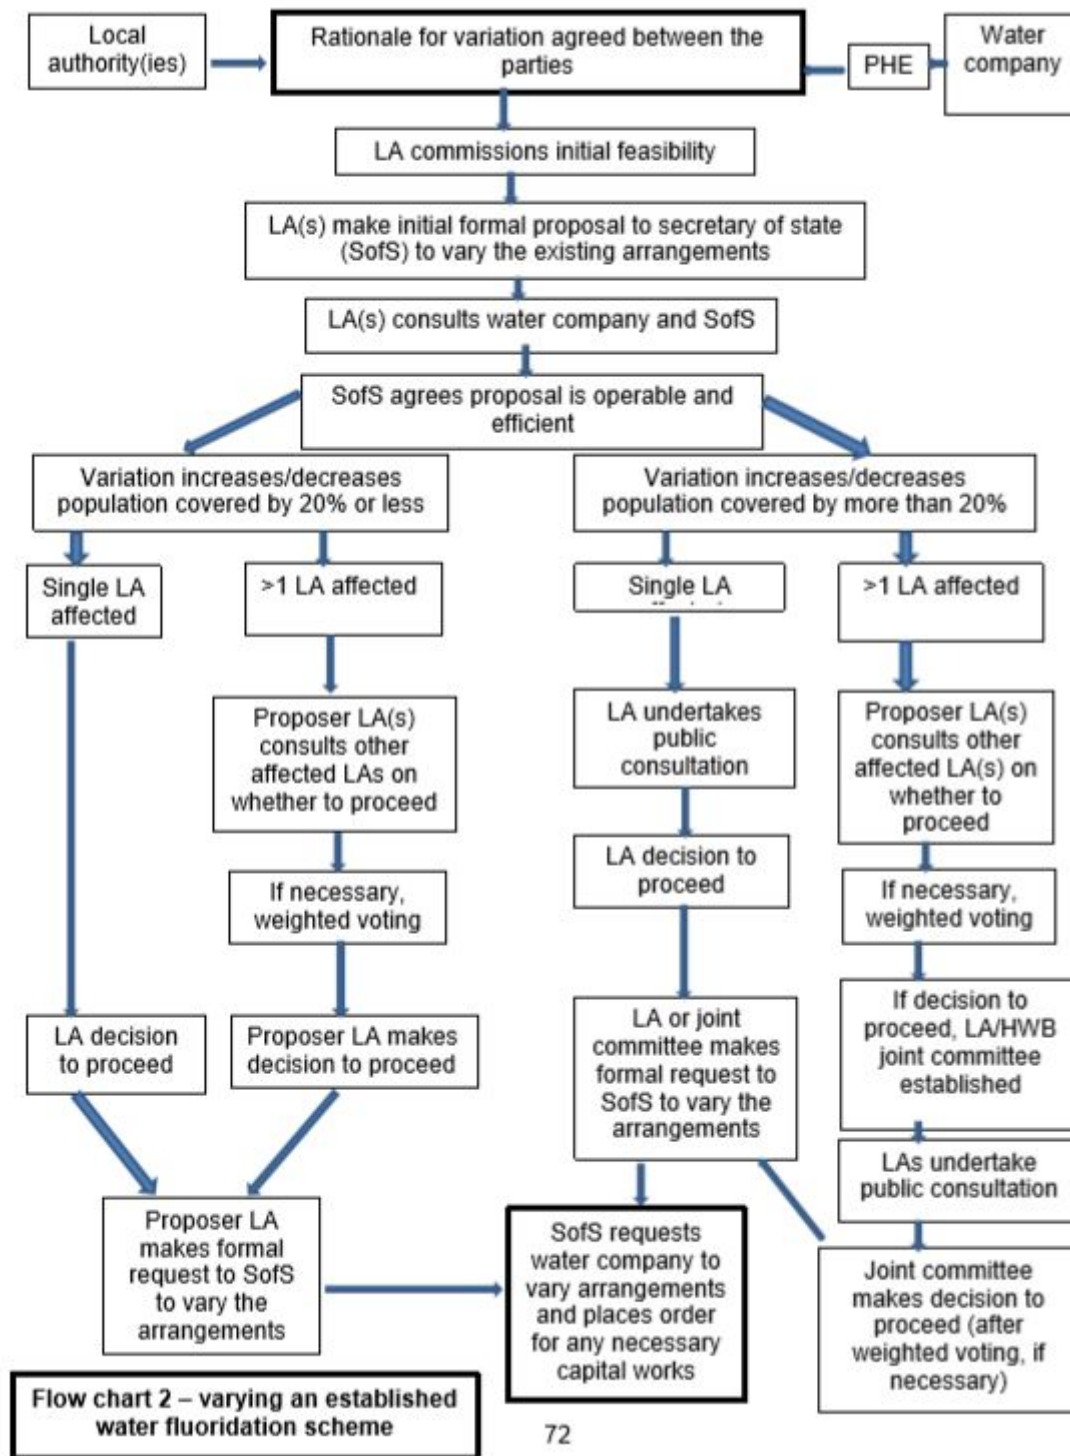 Local
authority(ies)
Rationale for variation agreed between the
parties
PHE
Water
company
LA commissions initial feasibility
LA(s) make initial formal proposal to secretary of state
(SofS) to vary the existing arrangements
LA(s) consults water company and SofS
SofS agrees proposal is operable and
efficient
Variation increases/decreases
population covered by 20% or less
Variation increases/decreases
population covered by more than 20%
Single LA
affected
>1 LA affected
Single LA
>1 LA affected
Proposer LA(s)
consults other
affected LAs on
whether to proceed
LA undertakes
public
consultation
Proposer LA(s)
consults other
affected LA(s) on
whether to
proceed
If necessary,
weighted voting
LA decision to
proceed
If necessary,
weighted voting
LA decision
to proceed
Proposer LA makes
decision to proceed
LA or joint
committee makes
formal request to
SofS to vary the
arrangements
If decision to
proceed, LA/HWB
joint committee
established
LAs undertake
public consultation
Proposer LA
makes formal
request to SofS
to vary the
arrangements
SofS requests
water company to
vary arrangements
and places order
for any necessary
capital works
Joint committee
makes decision to
proceed (after
weighted voting, if
necessary)
Flow chart 2 – varying an established
water fluoridation scheme
72